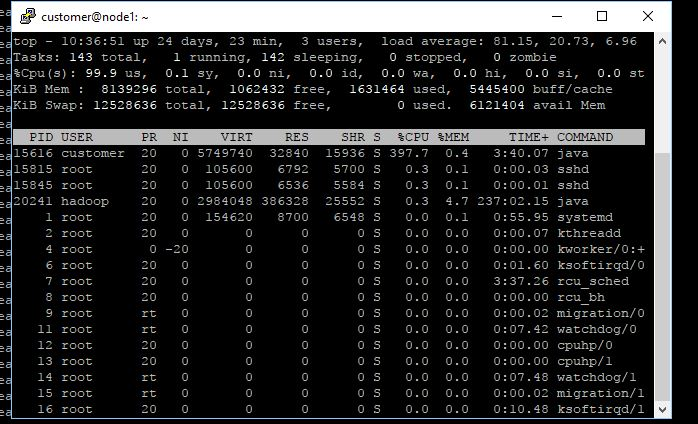 customer@node1: ~
top - 10:36:51 up 24 days, 23 min,  3 users,  load average: 81.15, 20.73, 6.96
Tasks: 143 total,   1 running, 142 sleeping,   0 stopped,   0 zombie
%Cpu(s): 99.9 us,  0.1 sy,  0.0 ni,  0.0 id,  0.0 wa,  0.0 hi,  0.0 si,  0.0 st
KiB Mem :  8139296 total,  1062432 free,  1631464 used,  5445400 buff/cache
KiB Swap: 12528636 total, 12528636 free,        0 used.  6121404 avail Mem
PID USER      PR  NI    VIRT    RES    SHR S  %CPU %MEM     TIME+ COMMAND
15616 customer  20   0 5749740  32840  15936 S 397.7  0.4   3:40.07 java
15815 root      20   0  105600   6792   5700 S   0.3  0.1   0:00.03 sshd
15845 root      20   0  105600   6536   5584 S   0.3  0.1   0:00.01 sshd
20241 hadoop    20   0 2984048 386328  25552 S   0.3  4.7 237:02.15 java
1 root      20   0  154620   8700   6548 S   0.0  0.1   0:55.95 systemd
2 root      20   0       0      0      0 S   0.0  0.0   0:00.07 kthreadd
4 root       0 -20       0      0      0 S   0.0  0.0   0:00.00 kworker/0:+
6 root      20   0       0      0      0 S   0.0  0.0   0:01.60 ksoftirqd/0
7 root      20   0       0      0      0 S   0.0  0.0   3:37.26 rcu_sched
8 root      20   0       0      0      0 S   0.0  0.0   0:00.00 rcu_bh
9 root      rt   0       0      0      0 S   0.0  0.0   0:00.02 migration/0
11 root      rt   0       0      0      0 S   0.0  0.0   0:07.42 watchdog/0
12 root      20   0       0      0      0 S   0.0  0.0   0:00.00 cpuhp/0
13 root      20   0       0      0      0 S   0.0  0.0   0:00.00 cpuhp/1
14 root      rt   0       0      0      0 S   0.0  0.0   0:07.48 watchdog/1
15 root      rt   0       0      0      0 S   0.0  0.0   0:00.02 migration/1
16 root      20   0       0      0      0 S   0.0  0.0   0:10.48 ksoftirqd/1